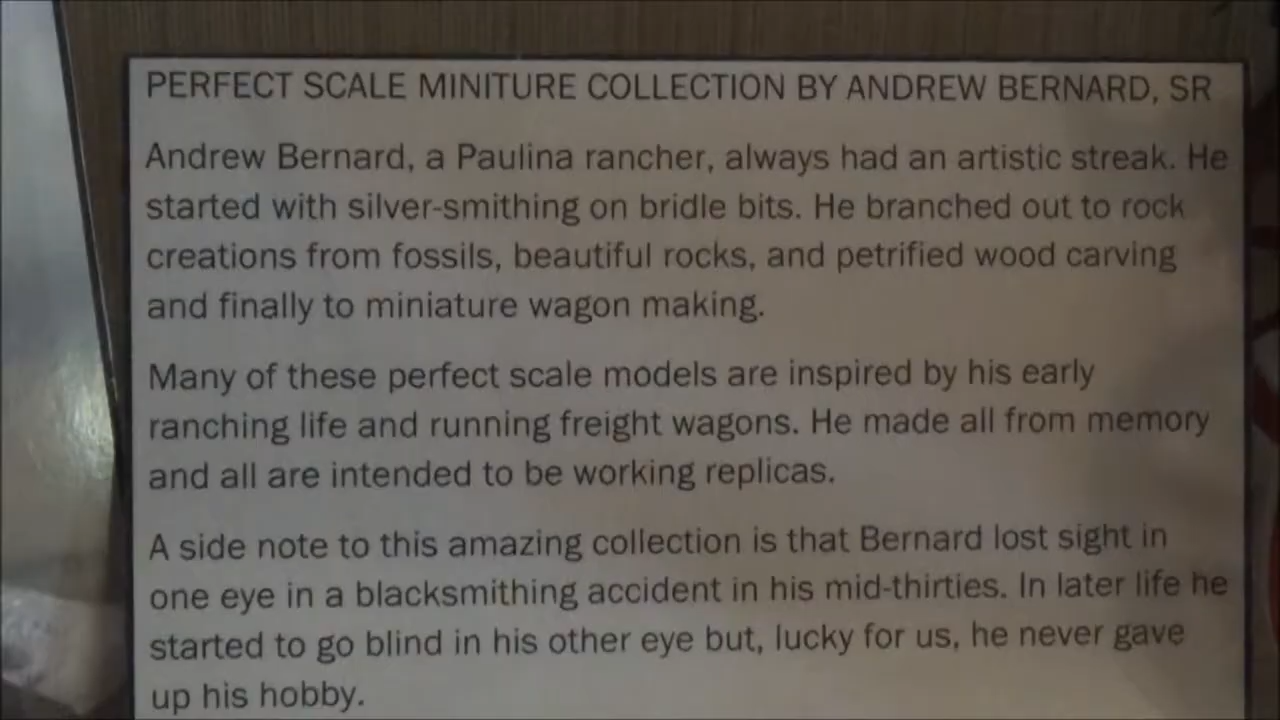 PERFECT SCALE MINITURE COLLECTION BY ANDREW BERNARD, SR
Andrew Bernard, a Paulina rancher, always had an artistic streak. He
started with silver-smithing on bridle bits. He branched out to rock
creations from fossils, beautiful rocks, and petrified wood carving
and finally to miniature wagon making.
Many of these perfect scale models are inspired by his early
ranching life and running freight wagons. He made all from memory
and all are intended to be working replicas.
A side note to this amazing collection is that Bernard lost sight in
one eye in a blacksmithing accident in his mid-thirties. In later life he
started to go blind in his other eye but, lucky for us, he never gave
up his hobby.